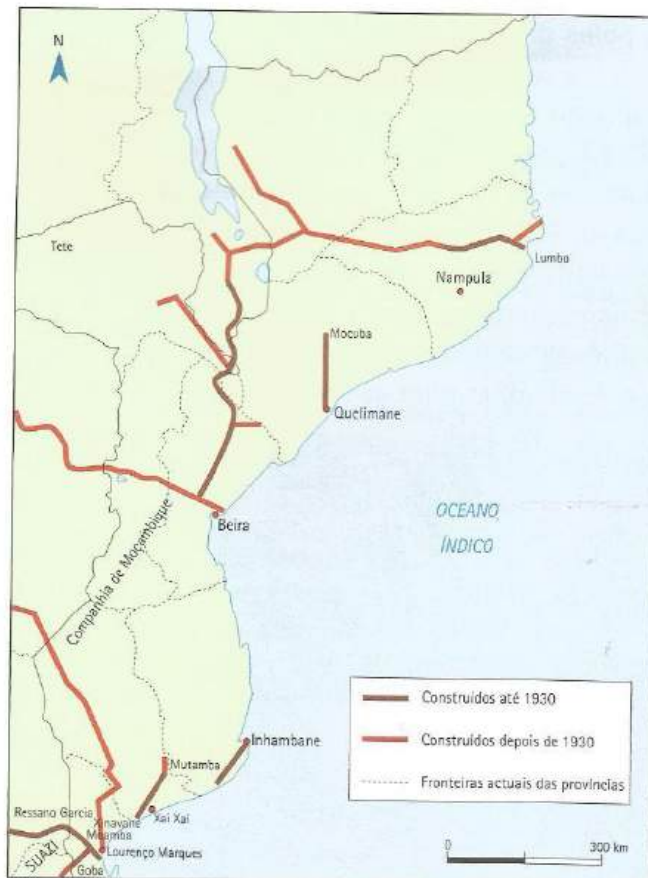 N
Tete
Lumbo
Nampula
Mocuba
Quelimane
OCEANO
ÍNDICO
Beira
Companhia de Moçambique
Construídos até 1930
Construídos depois de 1930
Fronteiras actuais das províncias
Inhambane
Mutamba
Ressano Garcia
Xinavane
Xai Xai
Moamba
SUAZI
Lourenço Marques
Goba
0 300 km